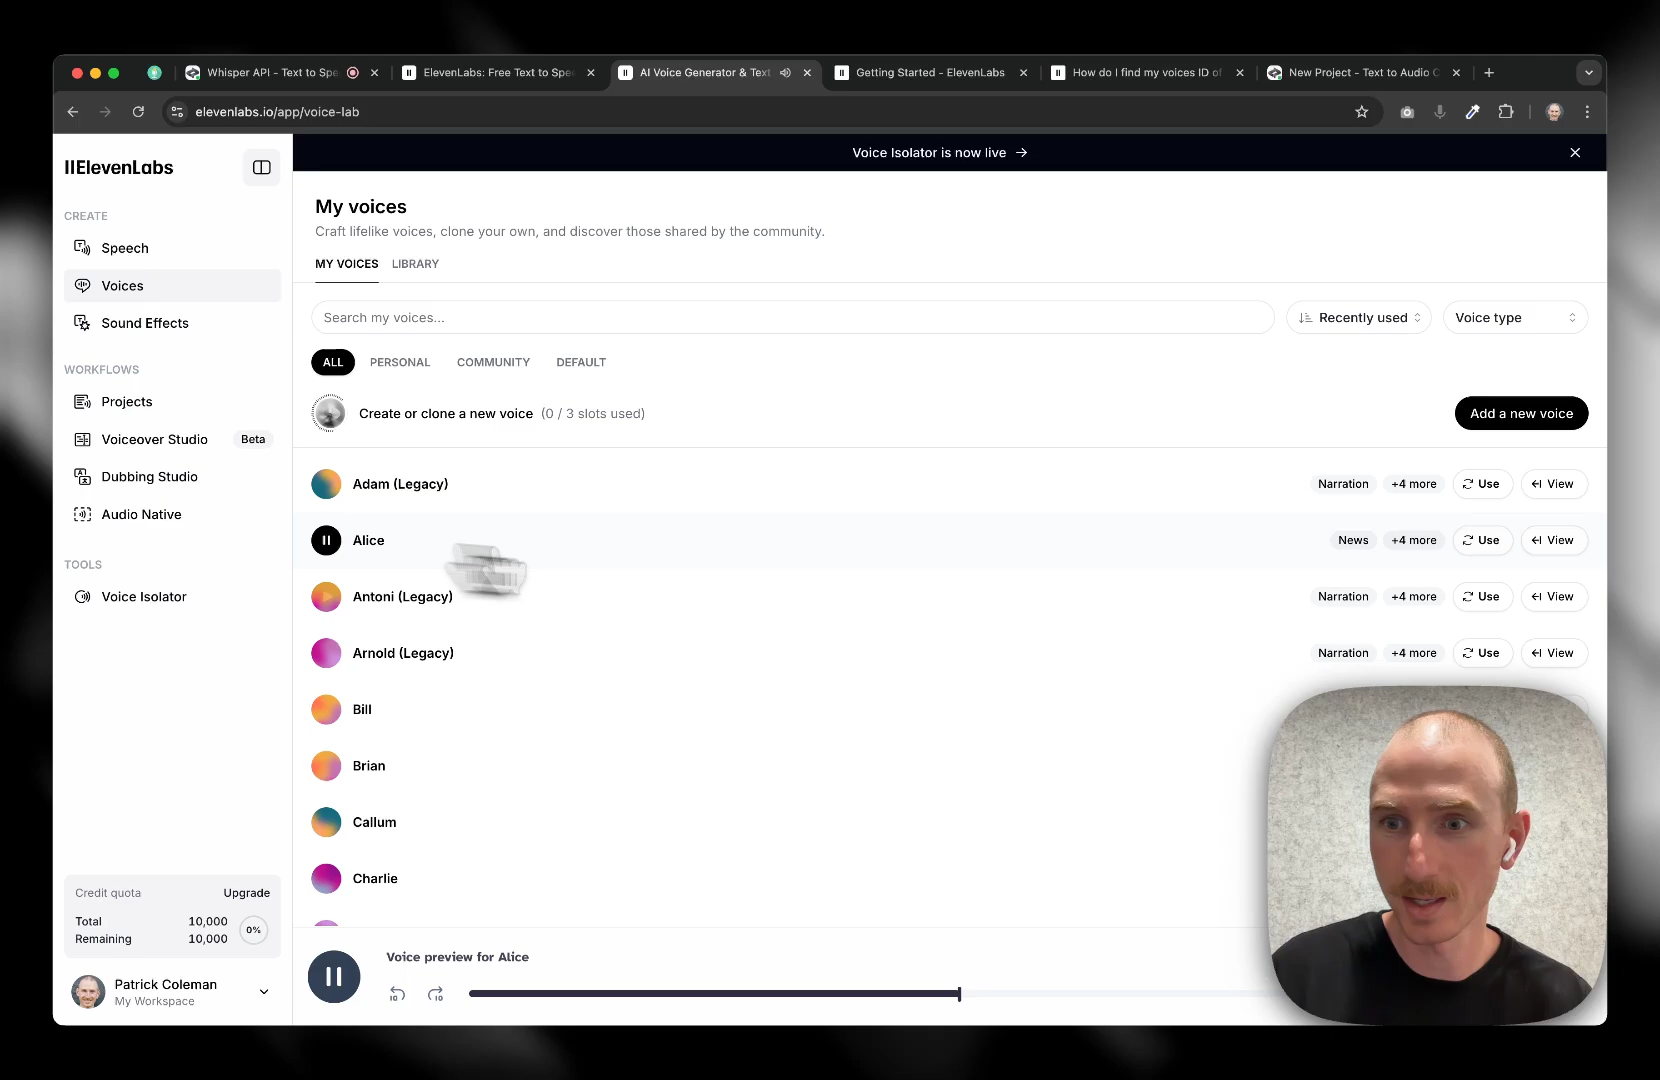 Whisper API - Text to Spe
ElevenLabs: Free Text to Spe
AI Voice Generator & Text
Getting Started - ElevenLabs
How do I find my voices ID of
New Project - Text to Audio C
elevenlabs.io/app/voice-lab
IIElevenLabs
Voice Isolator is now live →
CREATE
Speech
Voices
Sound Effects
WORKFLOWS
Projects
Voiceover Studio Beta
Dubbing Studio
Audio Native
TOOLS
Voice Isolator
My voices
Craft lifelike voices, clone your own, and discover those shared by the community.
MY VOICES LIBRARY
Search my voices... Recently used Voice type
ALL PERSONAL COMMUNITY DEFAULT
Create or clone a new voice (0 / 3 slots used) Add a new voice
Adam (Legacy) Narration +4 more Use View
Alice News +4 more Use View
Antoni (Legacy) Narration +4 more Use View
Arnold (Legacy) Narration +4 more Use View
Bill
Brian
Callum
Charlie
Credit quota Upgrade
Total 10,000
Remaining 10,000
0%
Patrick Coleman
My Workspace
Voice preview for Alice
10 10